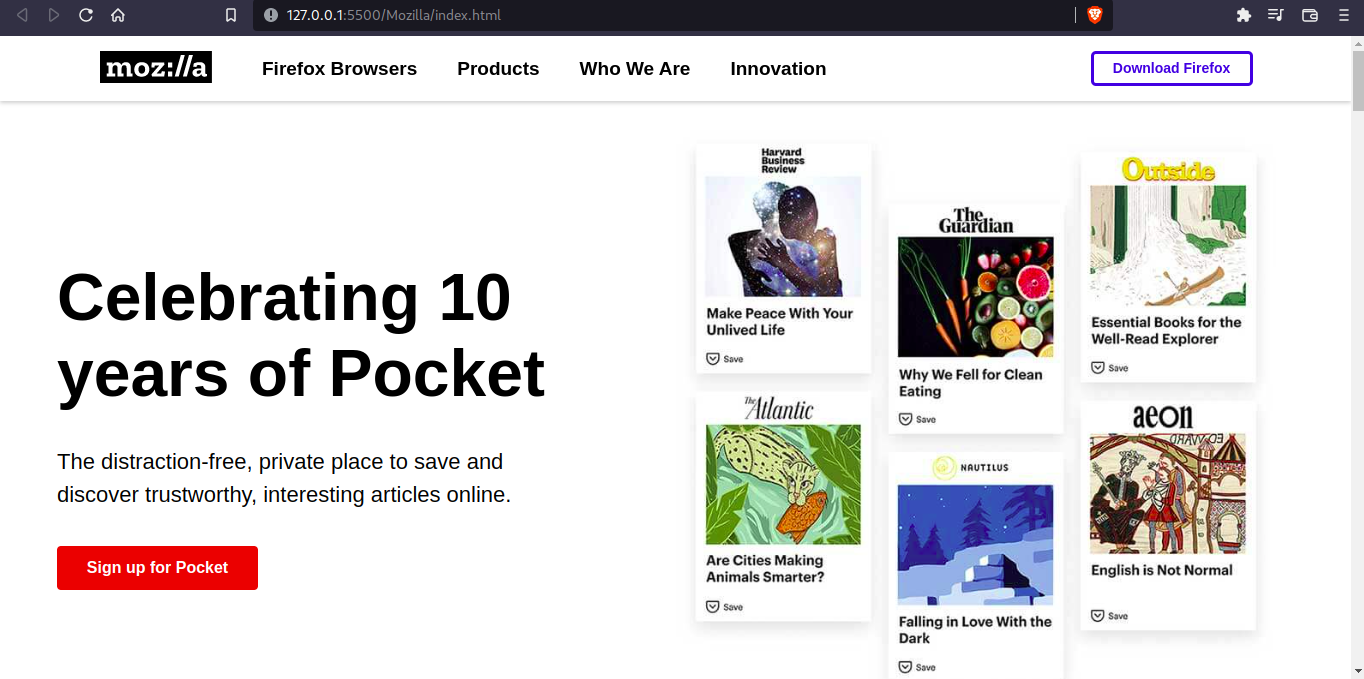 127.0.0.1:5500/Mozilla/index.html
moz://a
Firefox Browsers
Products
Who We Are
Innovation
Download Firefox
Celebrating 10
years of Pocket
The distraction-free, private place to save and
discover trustworthy, interesting articles online.
Sign up for Pocket
Harvard
Business
Review
Make Peace With Your
Unlived Life
Save
The Atlantic
Are Cities Making
Animals Smarter?
Save
The
Guardian
Why We Fell for Clean
Eating
Save
NAUTILUS
Falling in Love With the
Dark
Save
Outside
Essential Books for the
Well-Read Explorer
Save
aeon
English is Not Normal
Save